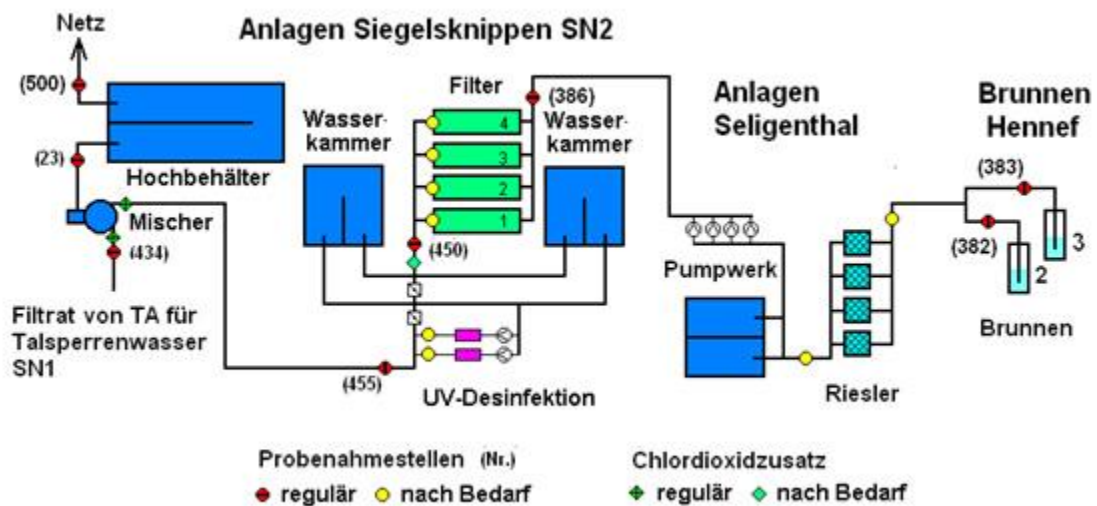 Netz
Anlagen Siegelsknippen SN2
(500)
Filter
(386)
Anlagen
Seligenthal
Brunnen
Hennef
Wasser-
kammer
4
3
2
1
Wasser-
kammer
(23)
Hochbehälter
Mischer
(434)
(450)
(383)
(382)
3
2
Pumpwerk
Brunnen
Filtrat von TA für
Talsperrenwasser
SN1
(455)
UV-Desinfektion
Riesler
Probenahmestellen (Nr.)
regulär
nach Bedarf
Chlordioxidzusatz
regulär
nach Bedarf